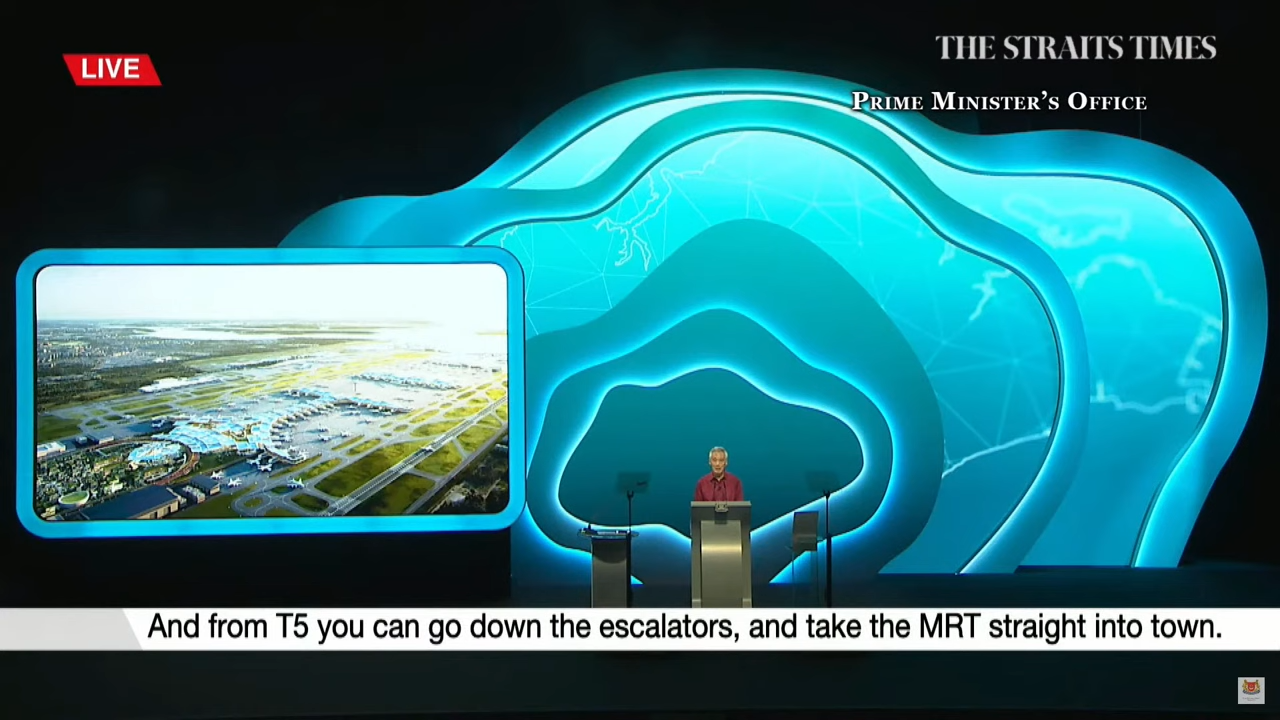 LIVE
THE STRAITS TIMES
PRIME MINISTER'S OFFICE
And from T5 you can go down the escalators, and take the MRT straight into town.